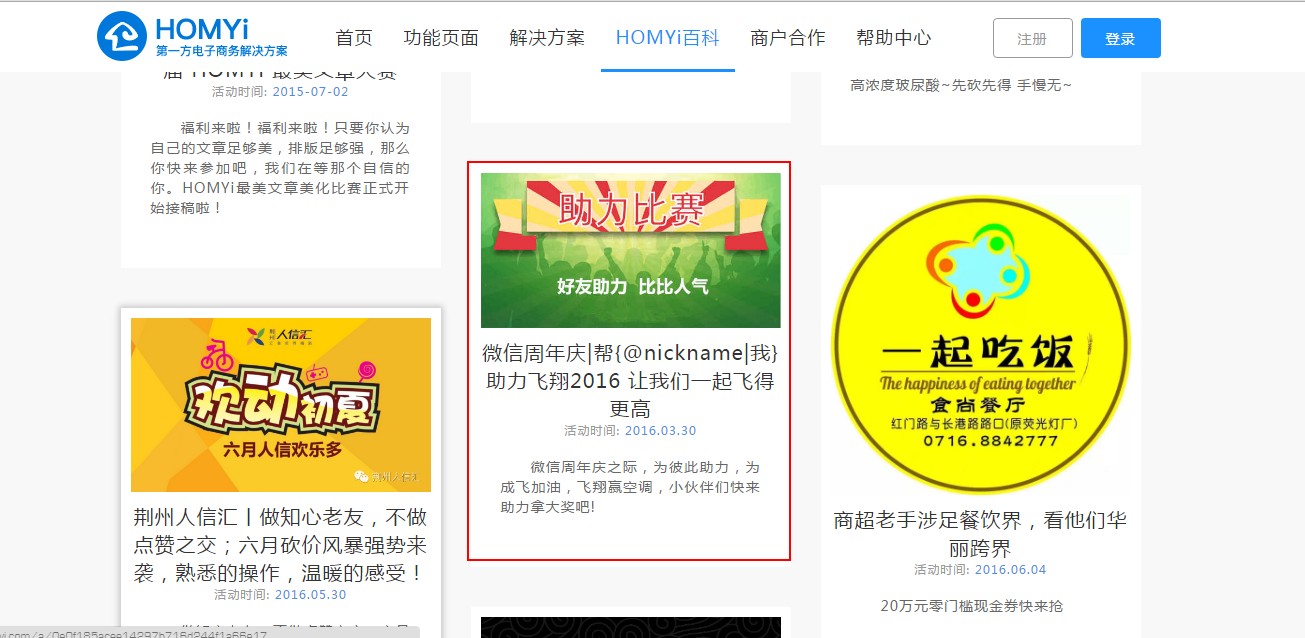 HOMYi
第一方电子商务解决方案
首页 功能页面 解决方案 HOMYi百科 商户合作 帮助中心 注册 登录
届 HOMYi 最美文章大赛
活动时间: 2015-07-02
福利来啦！福利来啦！只要你认为
自己的文章足够美，排版足够强，那么
你快来参加吧，我们在等那个自信的
你。HOMYi最美文章美化比赛正式开
始接稿啦！
荆州人信汇
欢动初夏
六月人信欢乐多
荆州人信汇
荆州人信汇丨做知心老友，不做
点赞之交；六月砍价风暴强势来
袭，熟悉的操作，温暖的感受！
活动时间: 2016.05.30
助力比赛
好友助力 比比人气
微信周年庆|帮{@nickname|我}
助力飞翔2016 让我们一起飞得
更高
活动时间: 2016.03.30
微信周年庆之际，为彼此助力，为
成飞加油，飞翔赢空调，小伙伴们快来
助力拿大奖吧!
高浓度玻尿酸~先砍先得 手慢无~
一起吃饭
The happiness of eating together
食尚餐厅
红门路与长港路路口(原荧光灯厂)
0716.8842777
商超老手涉足餐饮界，看他们华
丽跨界
活动时间: 2016.06.04
20万元零门槛现金券快来抢